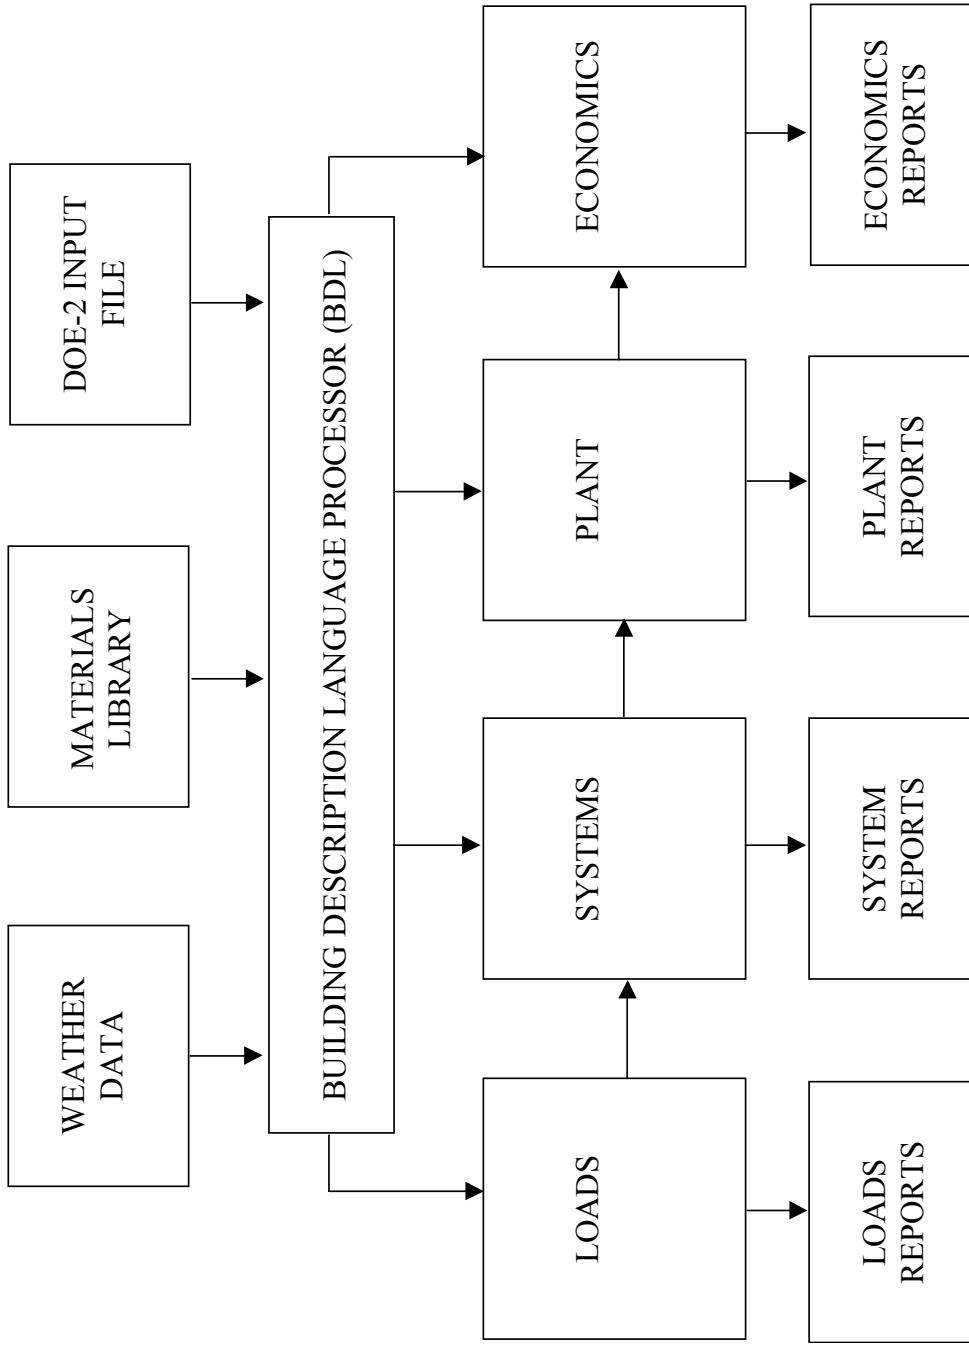 WEATHER
DATA
MATERIALS
LIBRARY
DOE-2 INPUT
FILE
BUILDING DESCRIPTION LANGUAGE PROCESSOR (BDL)
LOADS
SYSTEMS
PLANT
ECONOMICS
LOADS
REPORTS
SYSTEM
REPORTS
PLANT
REPORTS
ECONOMICS
REPORTS